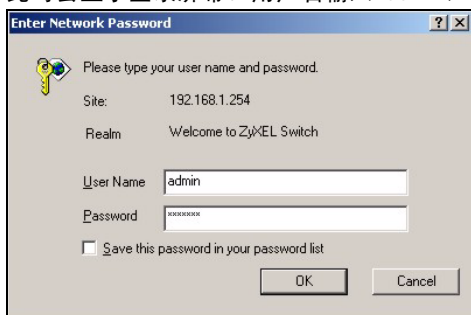 Enter Network Password
Please type your user name and password.
Site: 192.168.1.254
Realm Welcome to ZyXEL Switch
User Name admin
Password xxxxxxx
Save this password in your password list
OK Cancel